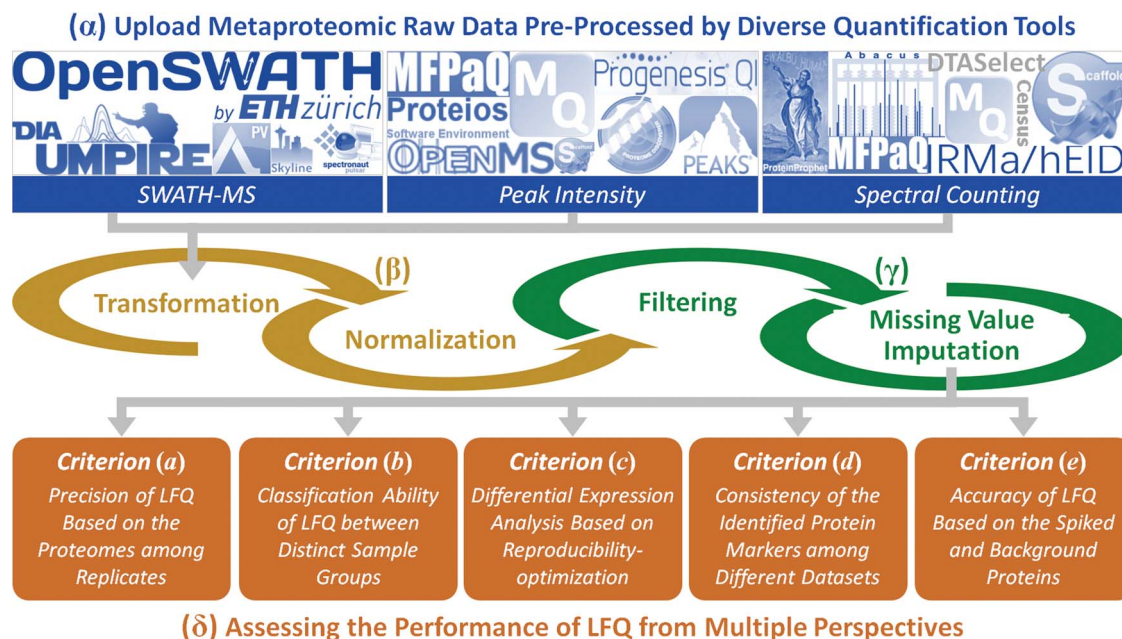 (α) Upload Metaproteomic Raw Data Pre-Processed by Diverse Quantification Tools
OpenSWATH
by ETH zürich
DIA
UMPIRE
PV
Skyline
spectronaut
pulsar
SWATH-MS
MFPaQ
Proteios
Software Environment
OPENMS
MQ
Scaffold
Progenesis QI
PEAKS
Peak Intensity
ProteinProphet
Abacus
MFPaQ
DTASelect
MQ
Census
Scaffold
IRMa/hEID
Spectral Counting
(β)
(γ)
Transformation
Normalization
Filtering
Missing Value
Imputation
Criterion (a)
Precision of LFQ
Based on the
Proteomes among
Replicates
Criterion (b)
Classification Ability
of LFQ between
Distinct Sample
Groups
Criterion (c)
Differential Expression
Analysis Based on
Reproducibility-
optimization
Criterion (d)
Consistency of the
Identified Protein
Markers among
Different Datasets
Criterion (e)
Accuracy of LFQ
Based on the Spiked
and Background
Proteins
(δ) Assessing the Performance of LFQ from Multiple Perspectives